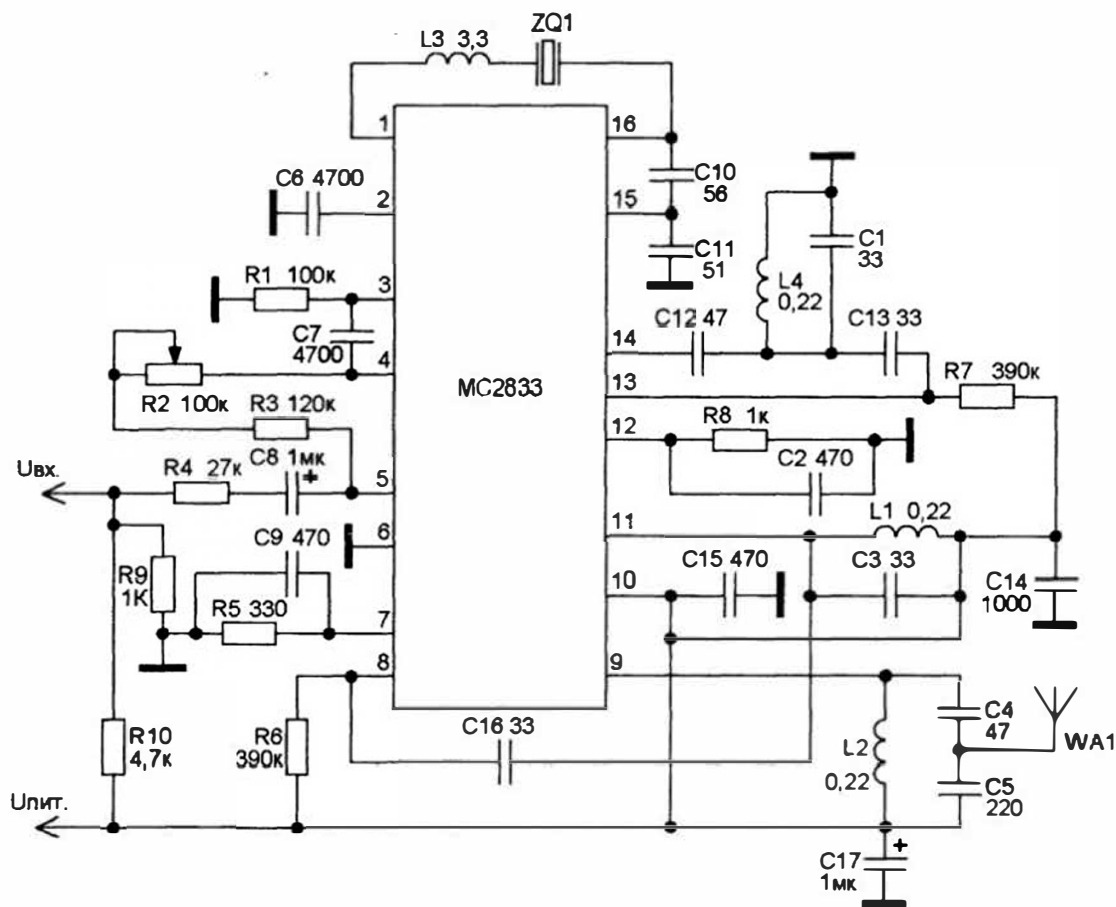 L3 3,3
ZQ1
1
16
C10
56
C6 4700
2
15
C11
51
C1
33
L4
0,22
R1 100к
3
C7
4700
C12 47
C13 33
14
4
R2 100к
MC2833
13
R7 390к
R3 120к
12
R8 1к
C2 470
Uвх.
R4 27к
C8 1мк
+
5
11
L1 0,22
C9 470
6
R9
1К
C15 470
C3 33
10
C14
1000
R5 330
7
8
9
R10
4,7к
R6
390к
C16 33
L2
0,22
C4
47
WA1
C5
220
Uпит.
C17
1мк
+